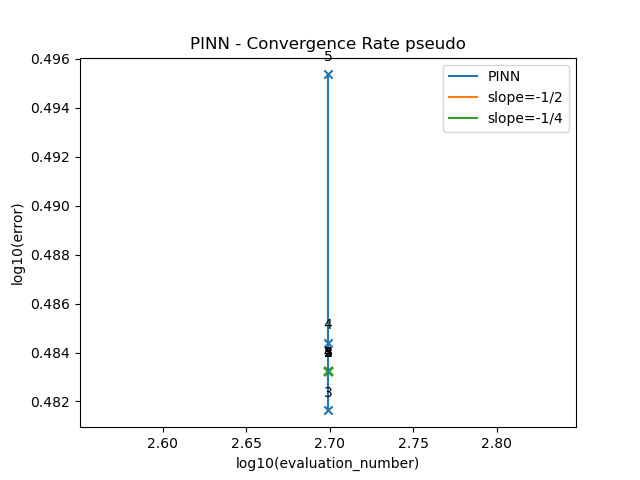 PINN - Convergence Rate pseudo
0.496
0.494
0.492
0.490
0.488
0.486
0.484
0.482
log10(error)
5
4
3
PINN
slope=-1/2
slope=-1/4
2.60
2.65
2.70
2.75
2.80
log10(evaluation_number)